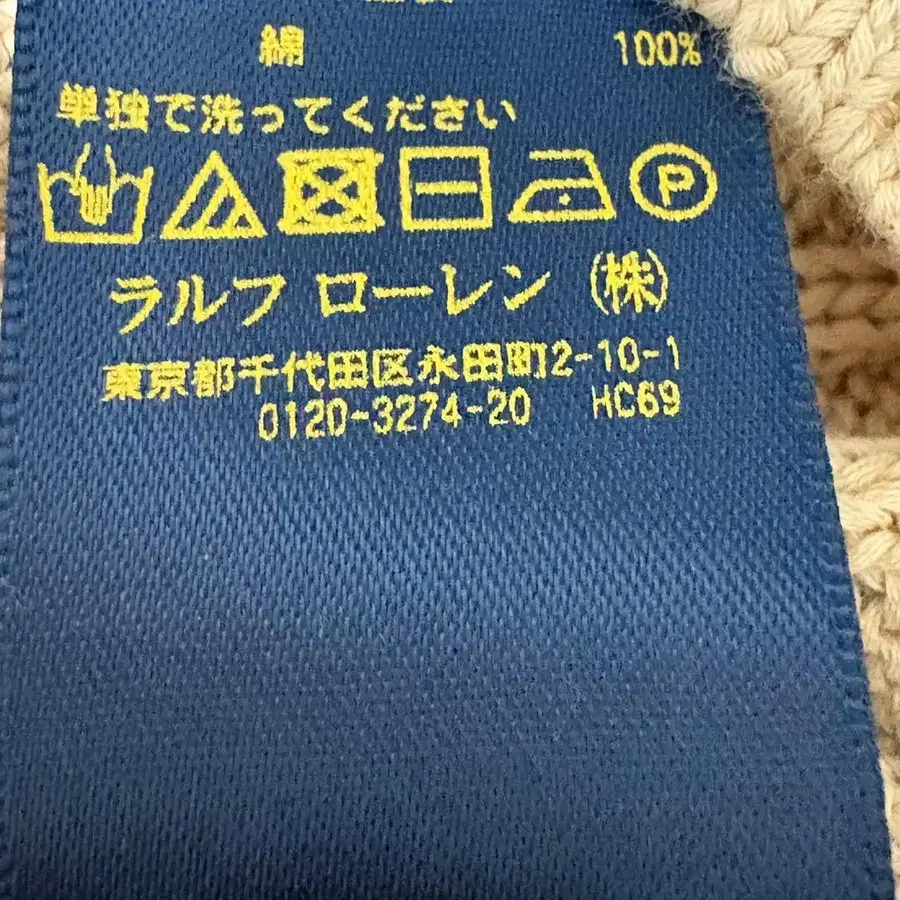 綿 100%
単独で洗ってください
P
ラルフ ローレン ㈱
東京都千代田区永田町2-10-1
0120-3274-20 HC69